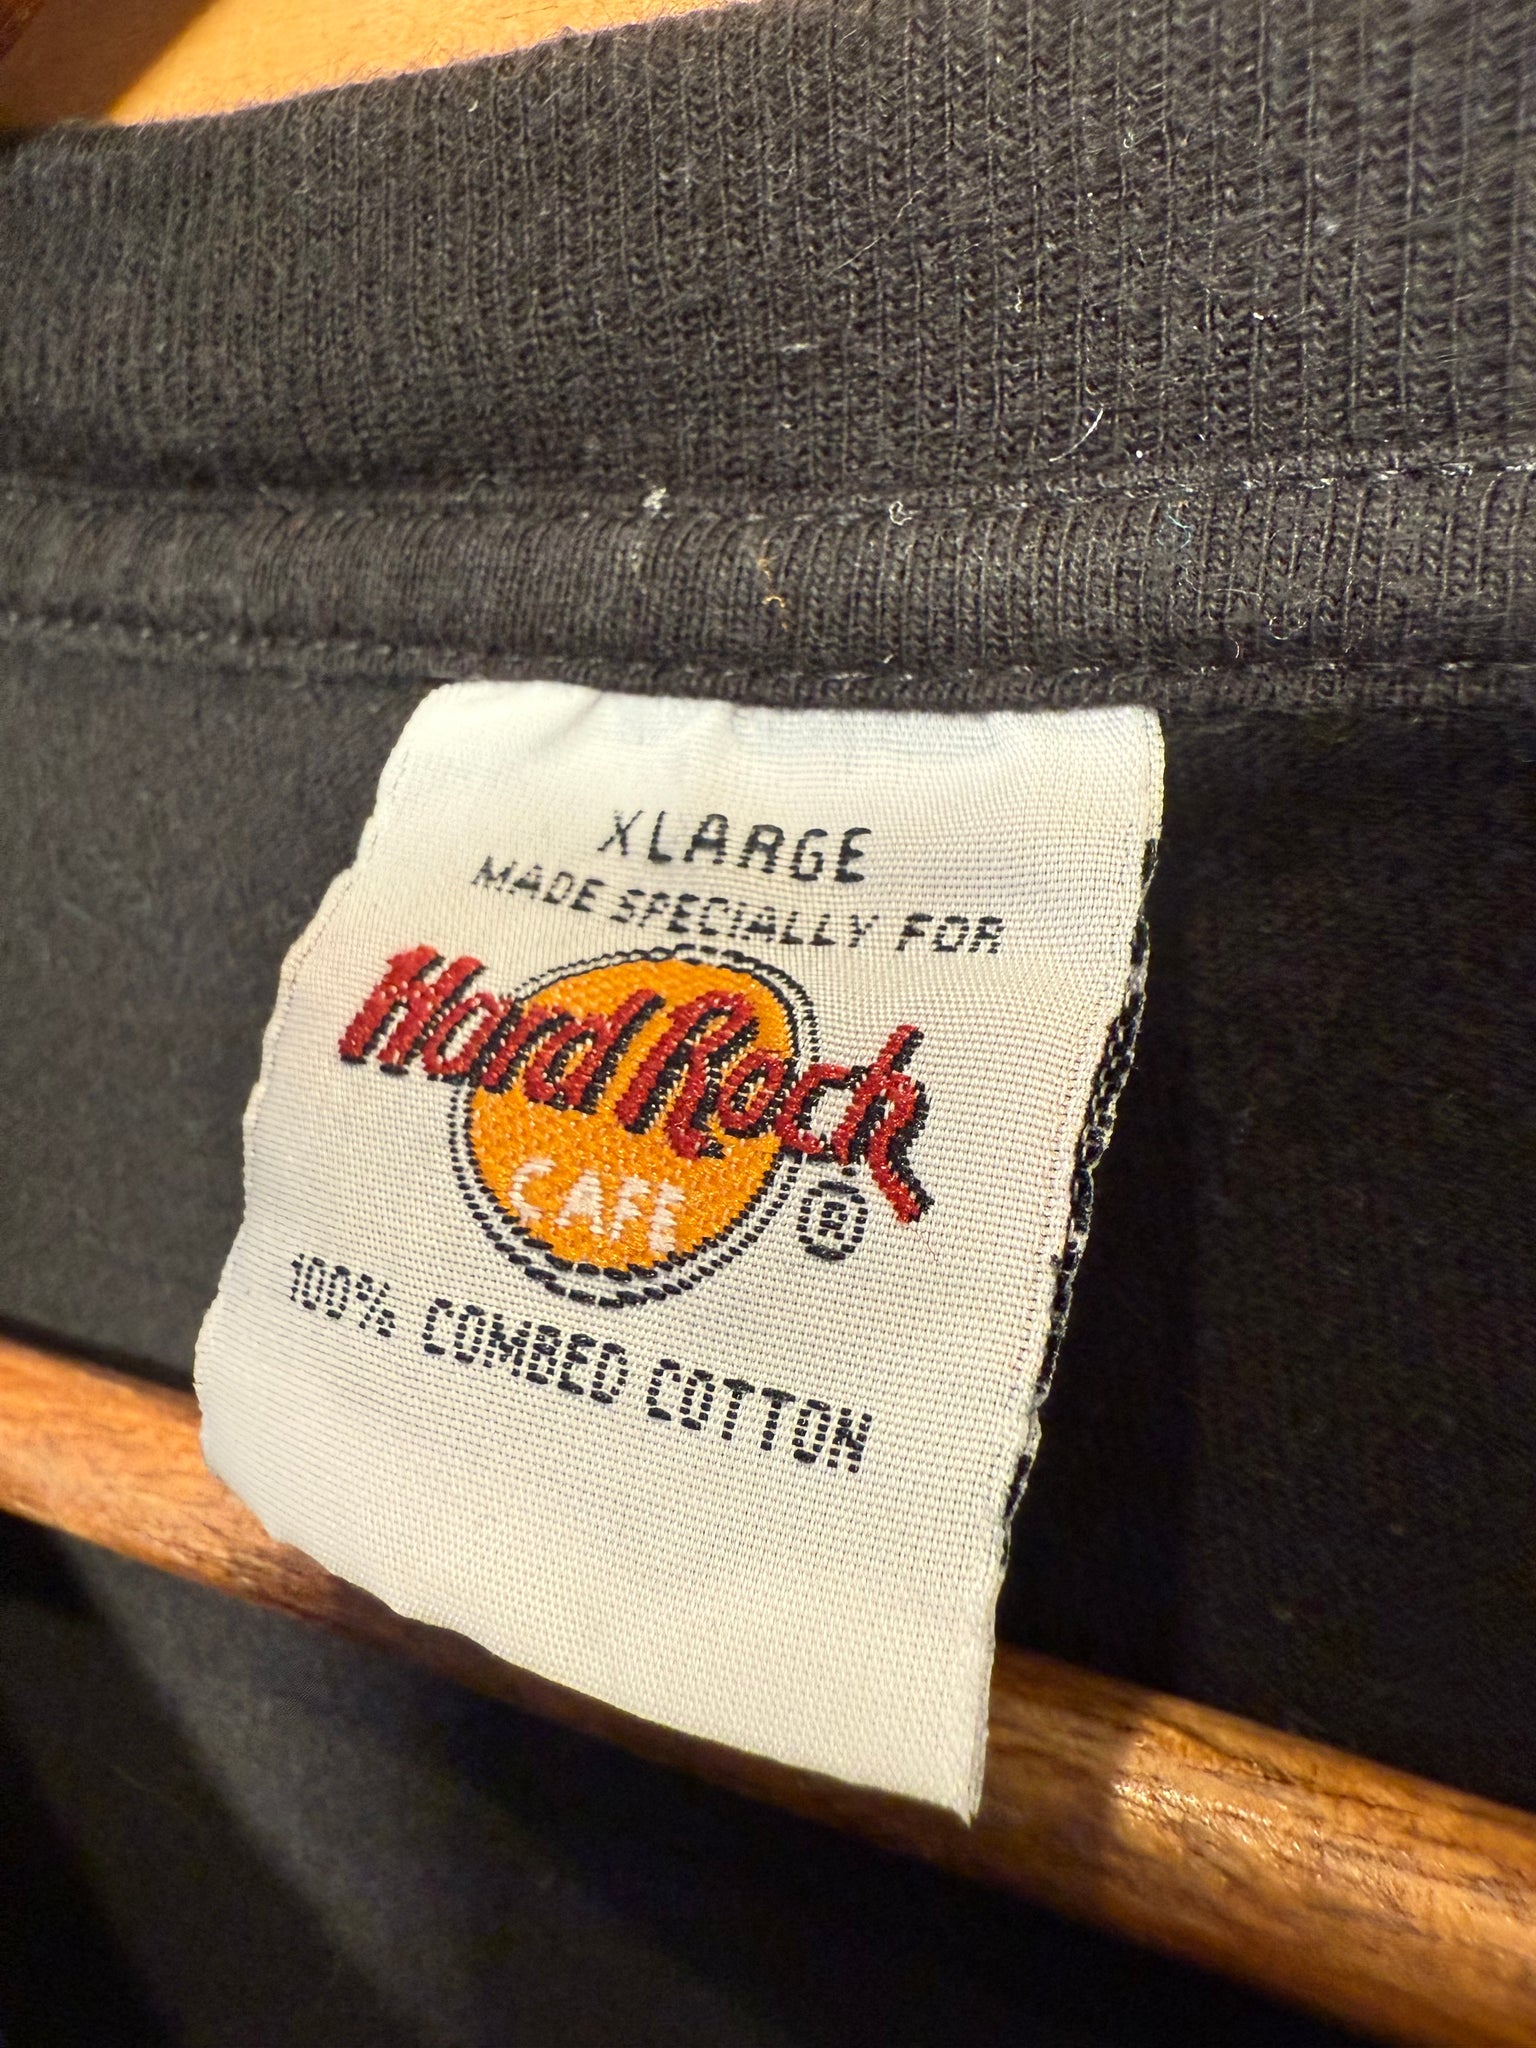 XLARGE
MADE SPECIALLY FOR
Hard Rock
CAFE
®
100% COMBED COTTON